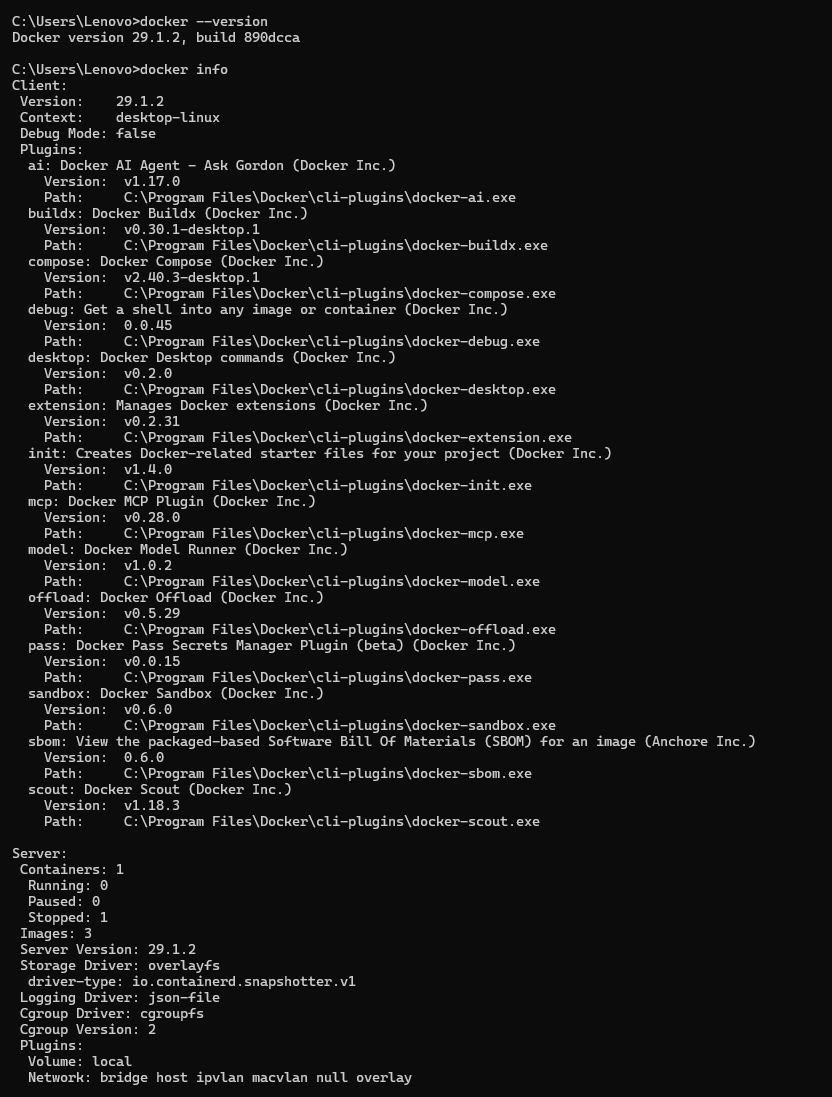 C:\Users\Lenovo>docker --version
Docker version 29.1.2, build 890dcca

C:\Users\Lenovo>docker info
Client:
 Version:    29.1.2
 Context:    desktop-linux
 Debug Mode: false
 Plugins:
  ai: Docker AI Agent - Ask Gordon (Docker Inc.)
    Version:  v1.17.0
    Path:     C:\Program Files\Docker\cli-plugins\docker-ai.exe
  buildx: Docker Buildx (Docker Inc.)
    Version:  v0.30.1-desktop.1
    Path:     C:\Program Files\Docker\cli-plugins\docker-buildx.exe
  compose: Docker Compose (Docker Inc.)
    Version:  v2.40.3-desktop.1
    Path:     C:\Program Files\Docker\cli-plugins\docker-compose.exe
  debug: Get a shell into any image or container (Docker Inc.)
    Version:  0.0.45
    Path:     C:\Program Files\Docker\cli-plugins\docker-debug.exe
  desktop: Docker Desktop commands (Docker Inc.)
    Version:  v0.2.0
    Path:     C:\Program Files\Docker\cli-plugins\docker-desktop.exe
  extension: Manages Docker extensions (Docker Inc.)
    Version:  v0.2.31
    Path:     C:\Program Files\Docker\cli-plugins\docker-extension.exe
  init: Creates Docker-related starter files for your project (Docker Inc.)
    Version:  v1.4.0
    Path:     C:\Program Files\Docker\cli-plugins\docker-init.exe
  mcp: Docker MCP Plugin (Docker Inc.)
    Version:  v0.28.0
    Path:     C:\Program Files\Docker\cli-plugins\docker-mcp.exe
  model: Docker Model Runner (Docker Inc.)
    Version:  v1.0.2
    Path:     C:\Program Files\Docker\cli-plugins\docker-model.exe
  offload: Docker Offload (Docker Inc.)
    Version:  v0.5.29
    Path:     C:\Program Files\Docker\cli-plugins\docker-offload.exe
  pass: Docker Pass Secrets Manager Plugin (beta) (Docker Inc.)
    Version:  v0.0.15
    Path:     C:\Program Files\Docker\cli-plugins\docker-pass.exe
  sandbox: Docker Sandbox (Docker Inc.)
    Version:  v0.6.0
    Path:     C:\Program Files\Docker\cli-plugins\docker-sandbox.exe
  sbom: View the packaged-based Software Bill Of Materials (SBOM) for an image (Anchore Inc.)
    Version:  0.6.0
    Path:     C:\Program Files\Docker\cli-plugins\docker-sbom.exe
  scout: Docker Scout (Docker Inc.)
    Version:  v1.18.3
    Path:     C:\Program Files\Docker\cli-plugins\docker-scout.exe

Server:
 Containers: 1
  Running: 0
  Paused: 0
  Stopped: 1
 Images: 3
 Server Version: 29.1.2
 Storage Driver: overlayfs
  driver-type: io.containerd.snapshotter.v1
 Logging Driver: json-file
 Cgroup Driver: cgroupfs
 Cgroup Version: 2
 Plugins:
  Volume: local
  Network: bridge host ipvlan macvlan null overlay